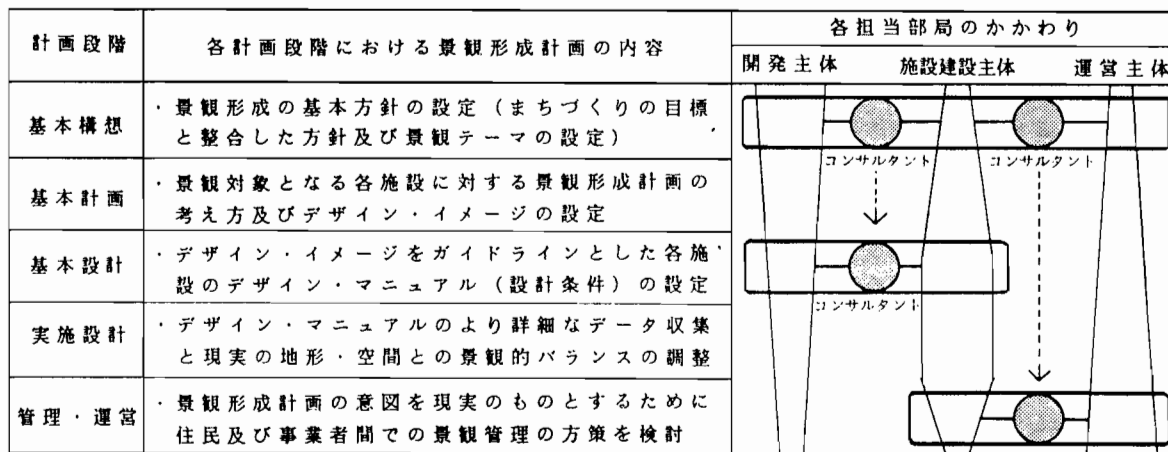 計画段階
各計画段階における景観形成計画の内容
各担当部局のかかわり
開発主体 施設建設主体 運営主体
基本構想
・景観形成の基本方針の設定（まちづくりの目標
と整合した方針及び景観テーマの設定）
コンサルタント コンサルタント
基本計画
・景観対象となる各施設に対する景観形成計画の
考え方及びデザイン・イメージの設定
基本設計
・デザイン・イメージをガイドラインとした各施
設のデザイン・マニュアル（設計条件）の設定
コンサルタント
実施設計
・デザイン・マニュアルのより詳細なデータ収集
と現実の地形・空間との景観的バランスの調整
管理・運営
・景観形成計画の意図を現実のものとするために
住民及び事業者間での景観管理の方策を検討